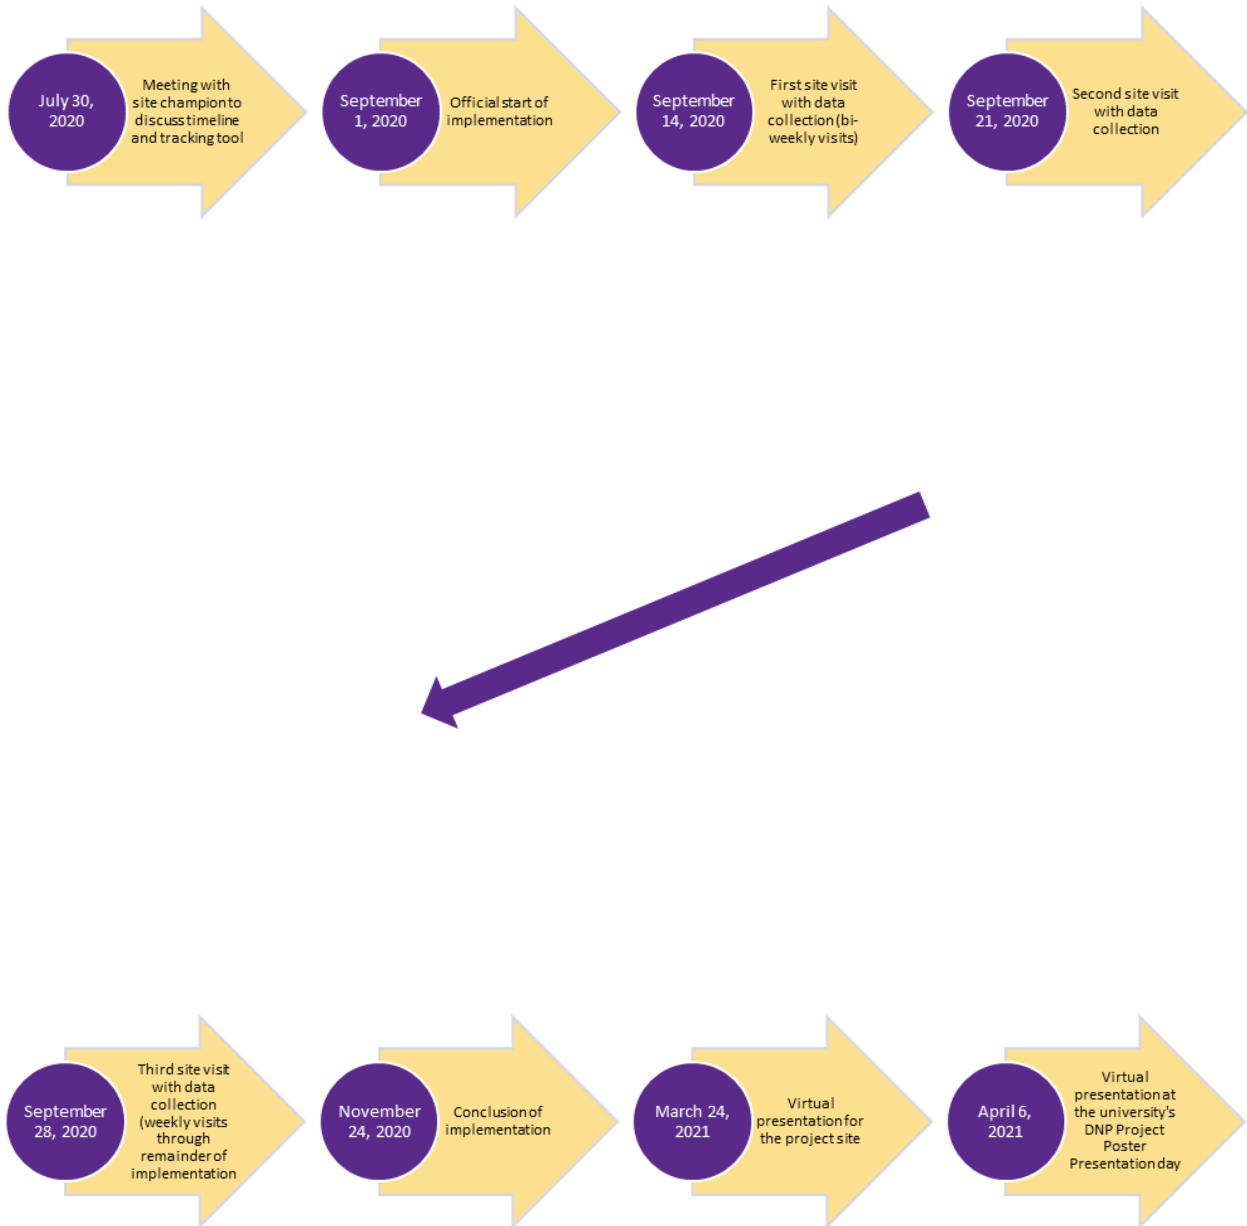 July 30,
2020
Meeting with
site champion to
discuss timeline
and tracking tool
September
1, 2020
Official start of
implementation
September
14, 2020
First site visit
with data
collection (bi-
weekly visits)
September
21, 2020
Second site visit
with data
collection
September
28, 2020
Third site visit
with data
collection
(weekly visits
through
remainder of
implementation
November
24, 2020
Conclusion of
implementation
March 24,
2021
Virtual
presentation for
the project site
April 6,
2021
Virtual
presentation at
the university's
DNP Project
Poster
Presentation day